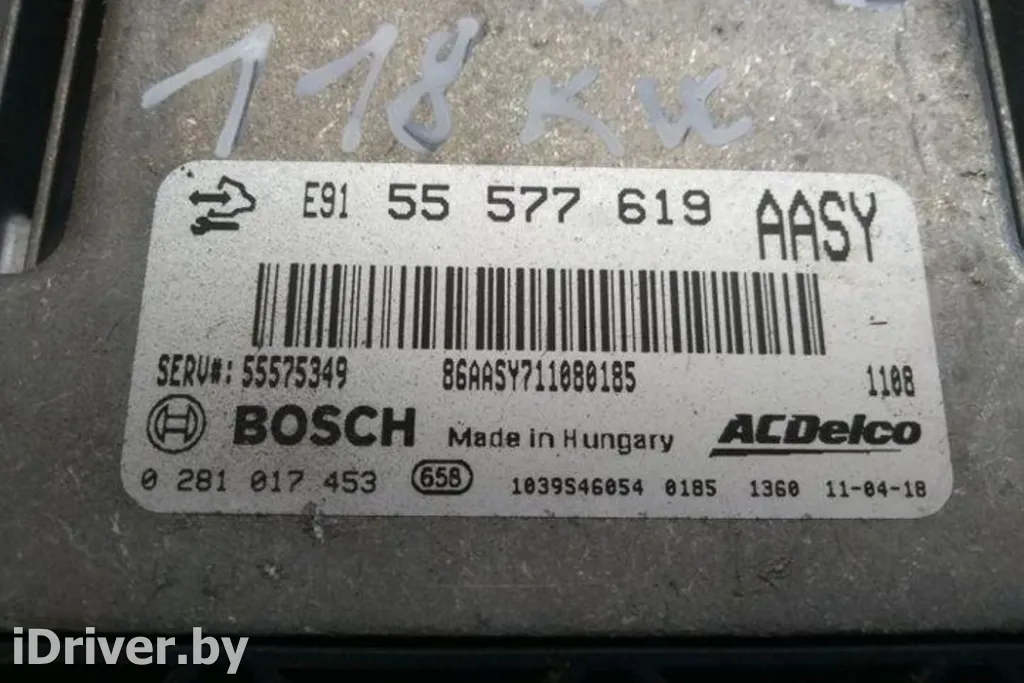 118 кw
E91 55 577 619 AASY
SERV#: 55575349 86AASY711080185 1108
BOSCH Made in Hungary ACDelco
0 281 017 453 658 1039S46054 0185 1360 11-04-18
iDriver.by